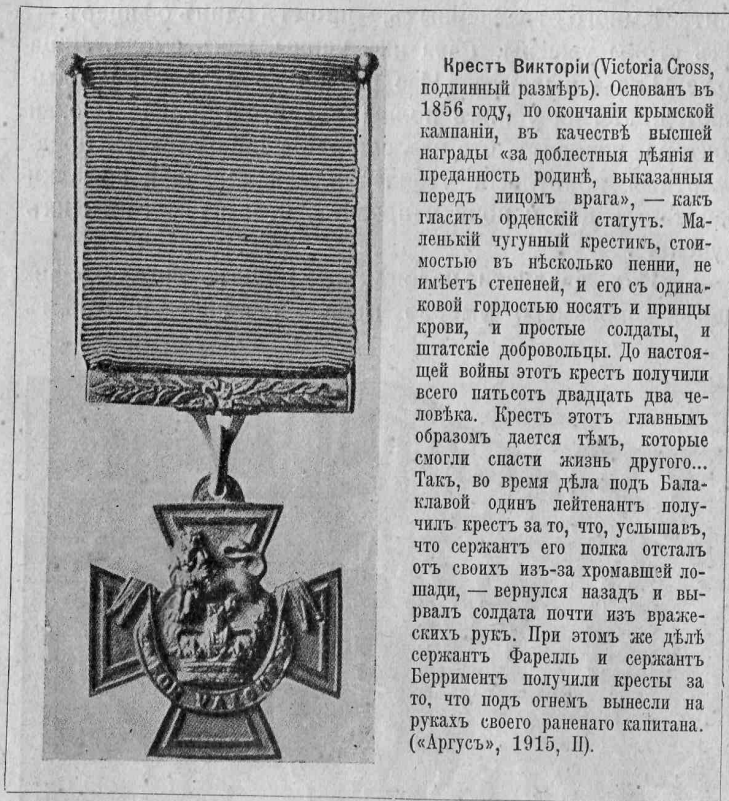 Крестъ Викторіи (Victoria Cross,
подлинный размѣръ). Основанъ въ
1856 году, по окончаніи крымской
кампаніи, въ качествѣ высшей
награды «за доблестныя дѣянія и
преданность родинѣ, выказанныя
передъ лицомъ врага», — какъ
гласитъ орденскій статутъ. Ма-
ленькій чугунный крестикъ, стои-
мостью въ нѣсколько пенни, не
имѣетъ степеней, и его съ одина-
ковой гордостью носятъ и принцы
крови, и простые солдаты, и
штатскіе добровольцы. До настоя-
щей войны этотъ крестъ получили
всего пятьсотъ двадцать два че-
ловѣка. Крестъ этотъ главнымъ
образомъ дается тѣмъ, которые
смогли спасти жизнь другого...
Такъ, во время дѣла подъ Бала-
клавой одинъ лейтенантъ полу-
чилъ крестъ за то, что, услышавъ,
что сержантъ его полка отсталъ
отъ своихъ изъ-за хромавшей ло-
шади, — вернулся назадъ и вы-
рвалъ солдата почти изъ враже-
скихъ рукъ. При этомъ же дѣлѣ
сержантъ Фарелль и сержантъ
Берриментъ получили кресты за
то, что подъ огнемъ вынесли на
рукахъ своего раненаго капитана.
(«Аргусъ», 1915, II).
FOR VALOUR